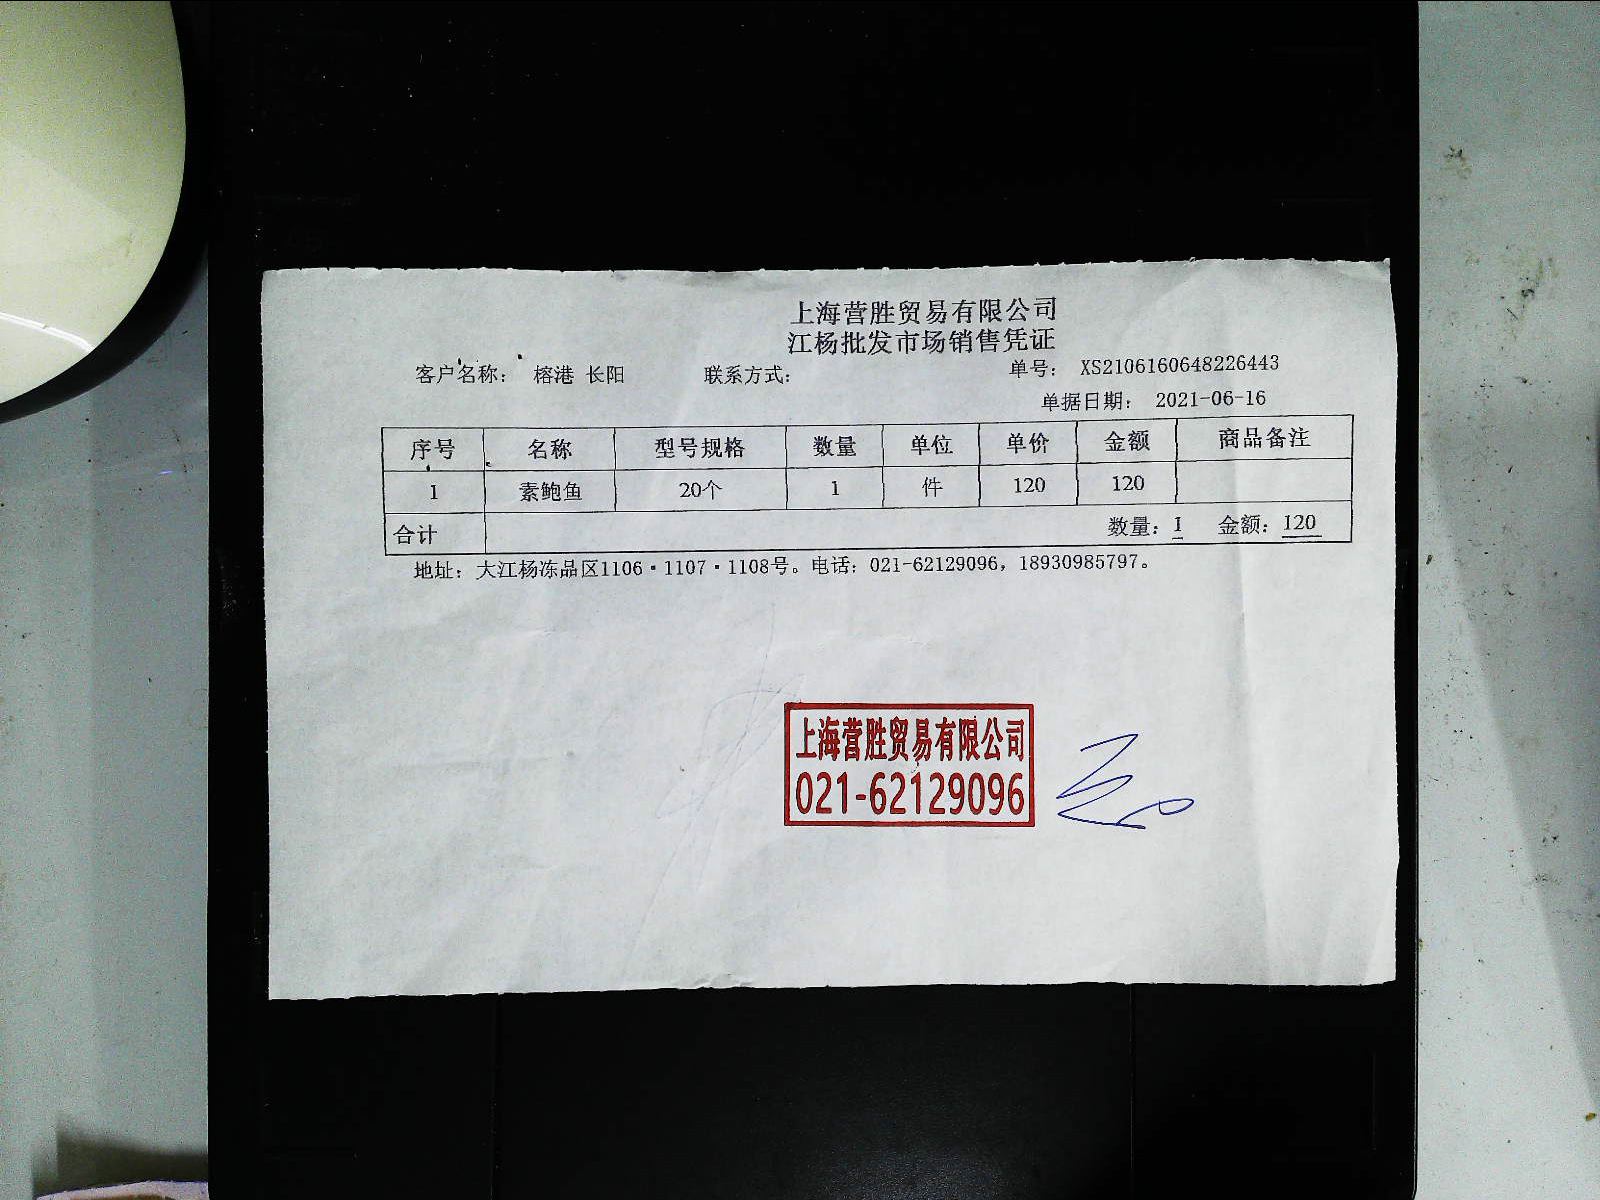 上海营胜贸易有限公司
江杨批发市场销售凭证
客户名称： 榕港 长阳 联系方式： 单号： XS2106160648226443
单据日期： 2021-06-16
序号 名称 型号规格 数量 单位 单价 金额 商品备注
1 素鲍鱼 20个 1 件 120 120
合计 数量：1 金额：120
地址：大江杨冻品区1106·1107·1108号。电话：021-62129096，18930985797。
上海营胜贸易有限公司
021-62129096